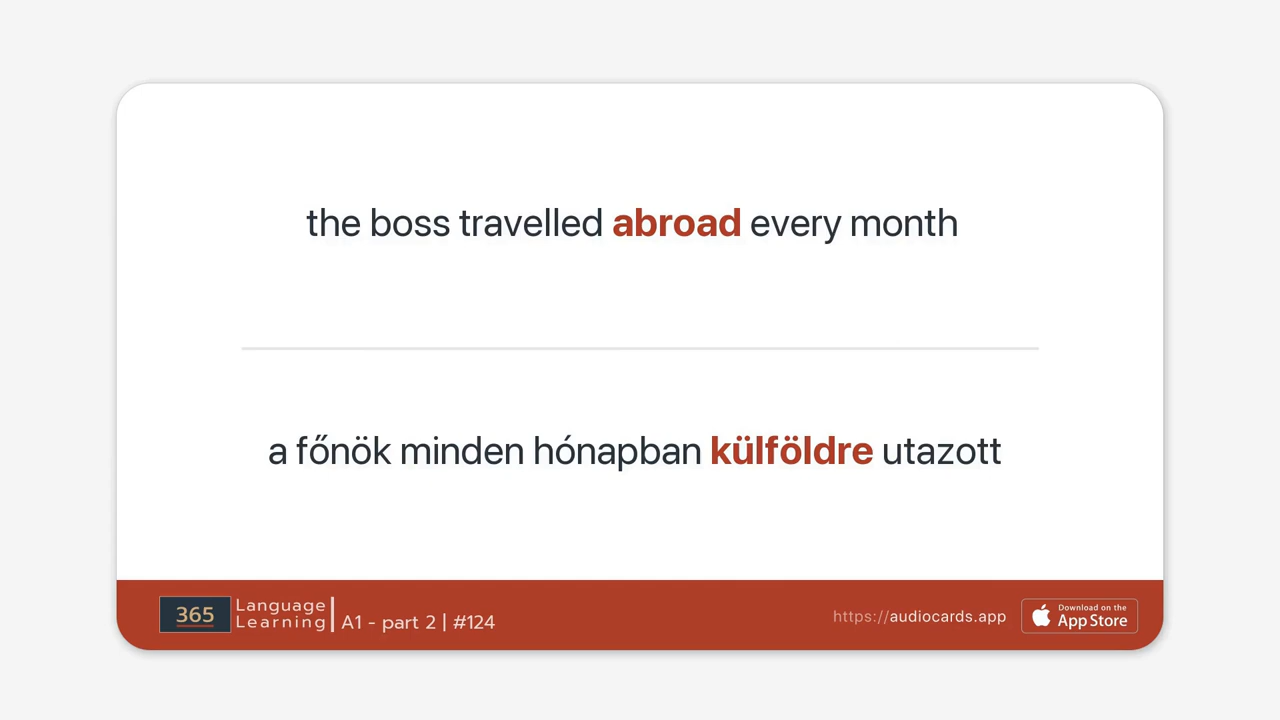 the boss travelled abroad every month
a főnök minden hónapban külföldre utazott
365 Language Learning A1 - part 2 | #124
https://audiocards.app
Download on the
App Store